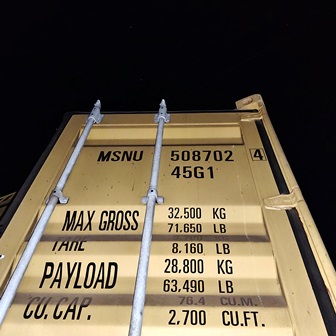 MSNU 508702 4
45G1
MAX GROSS 32,500 KG
71,650 LB
TARE
8,160 LB
PAYLOAD 28,800 KG
63,490 LB
CU. CAP. 76.4 CU.M.
2,700 CU.FT.